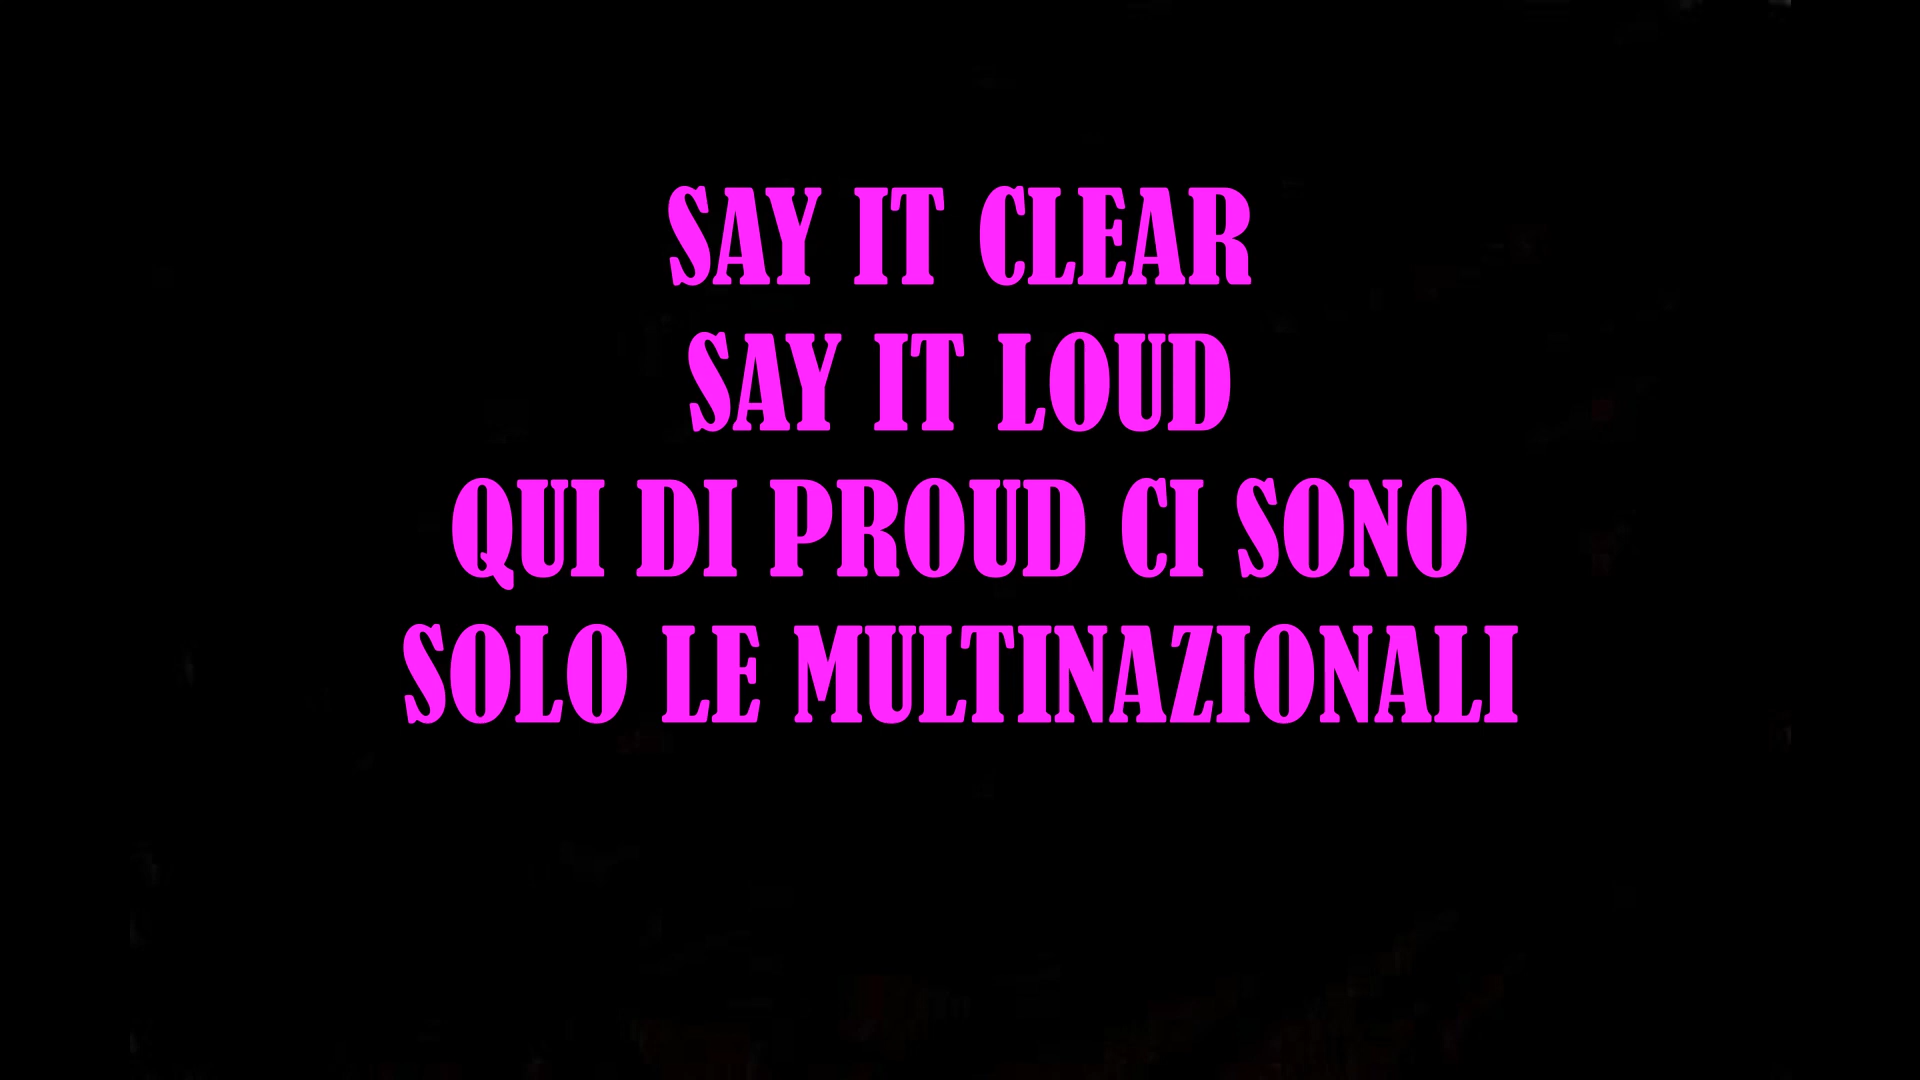 SAY IT CLEAR
SAY IT LOUD
QUI DI PROUD CI SONO
SOLO LE MULTINAZIONALI